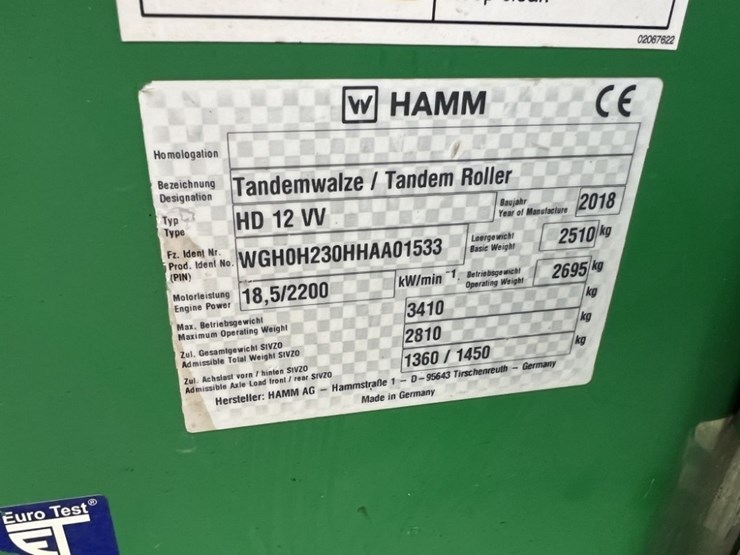 02067622
W HAMM CE
Homologation
Bezeichnung
Designation
Tandemwalze / Tandem Roller
Typ
Type
HD 12 VV
Baujahr
Year of Manufacture
2018
Fz. Ident Nr.
Prod. Ident No.
(PIN)
WGH0H230HHAA01533
Leergewicht
Basic Weight
2510 kg
Motorleistung
Engine Power
18,5/2200 kW/min -1
Betriebsgewicht
Operating Weight
2695 kg
Max. Betriebsgewicht
Maximum Operating Weight
3410 kg
Zul. Gesamtgewicht StVZO
Admissible Total Weight StVZO
2810 kg
Zul. Achslast vorn / hinten StVZO
Admissible Axle Load front / rear StVZO
1360 / 1450 kg
Hersteller: HAMM AG – Hammstraße 1 – D–95643 Tirschenreuth – Germany
Made in Germany
Euro Test®
ET